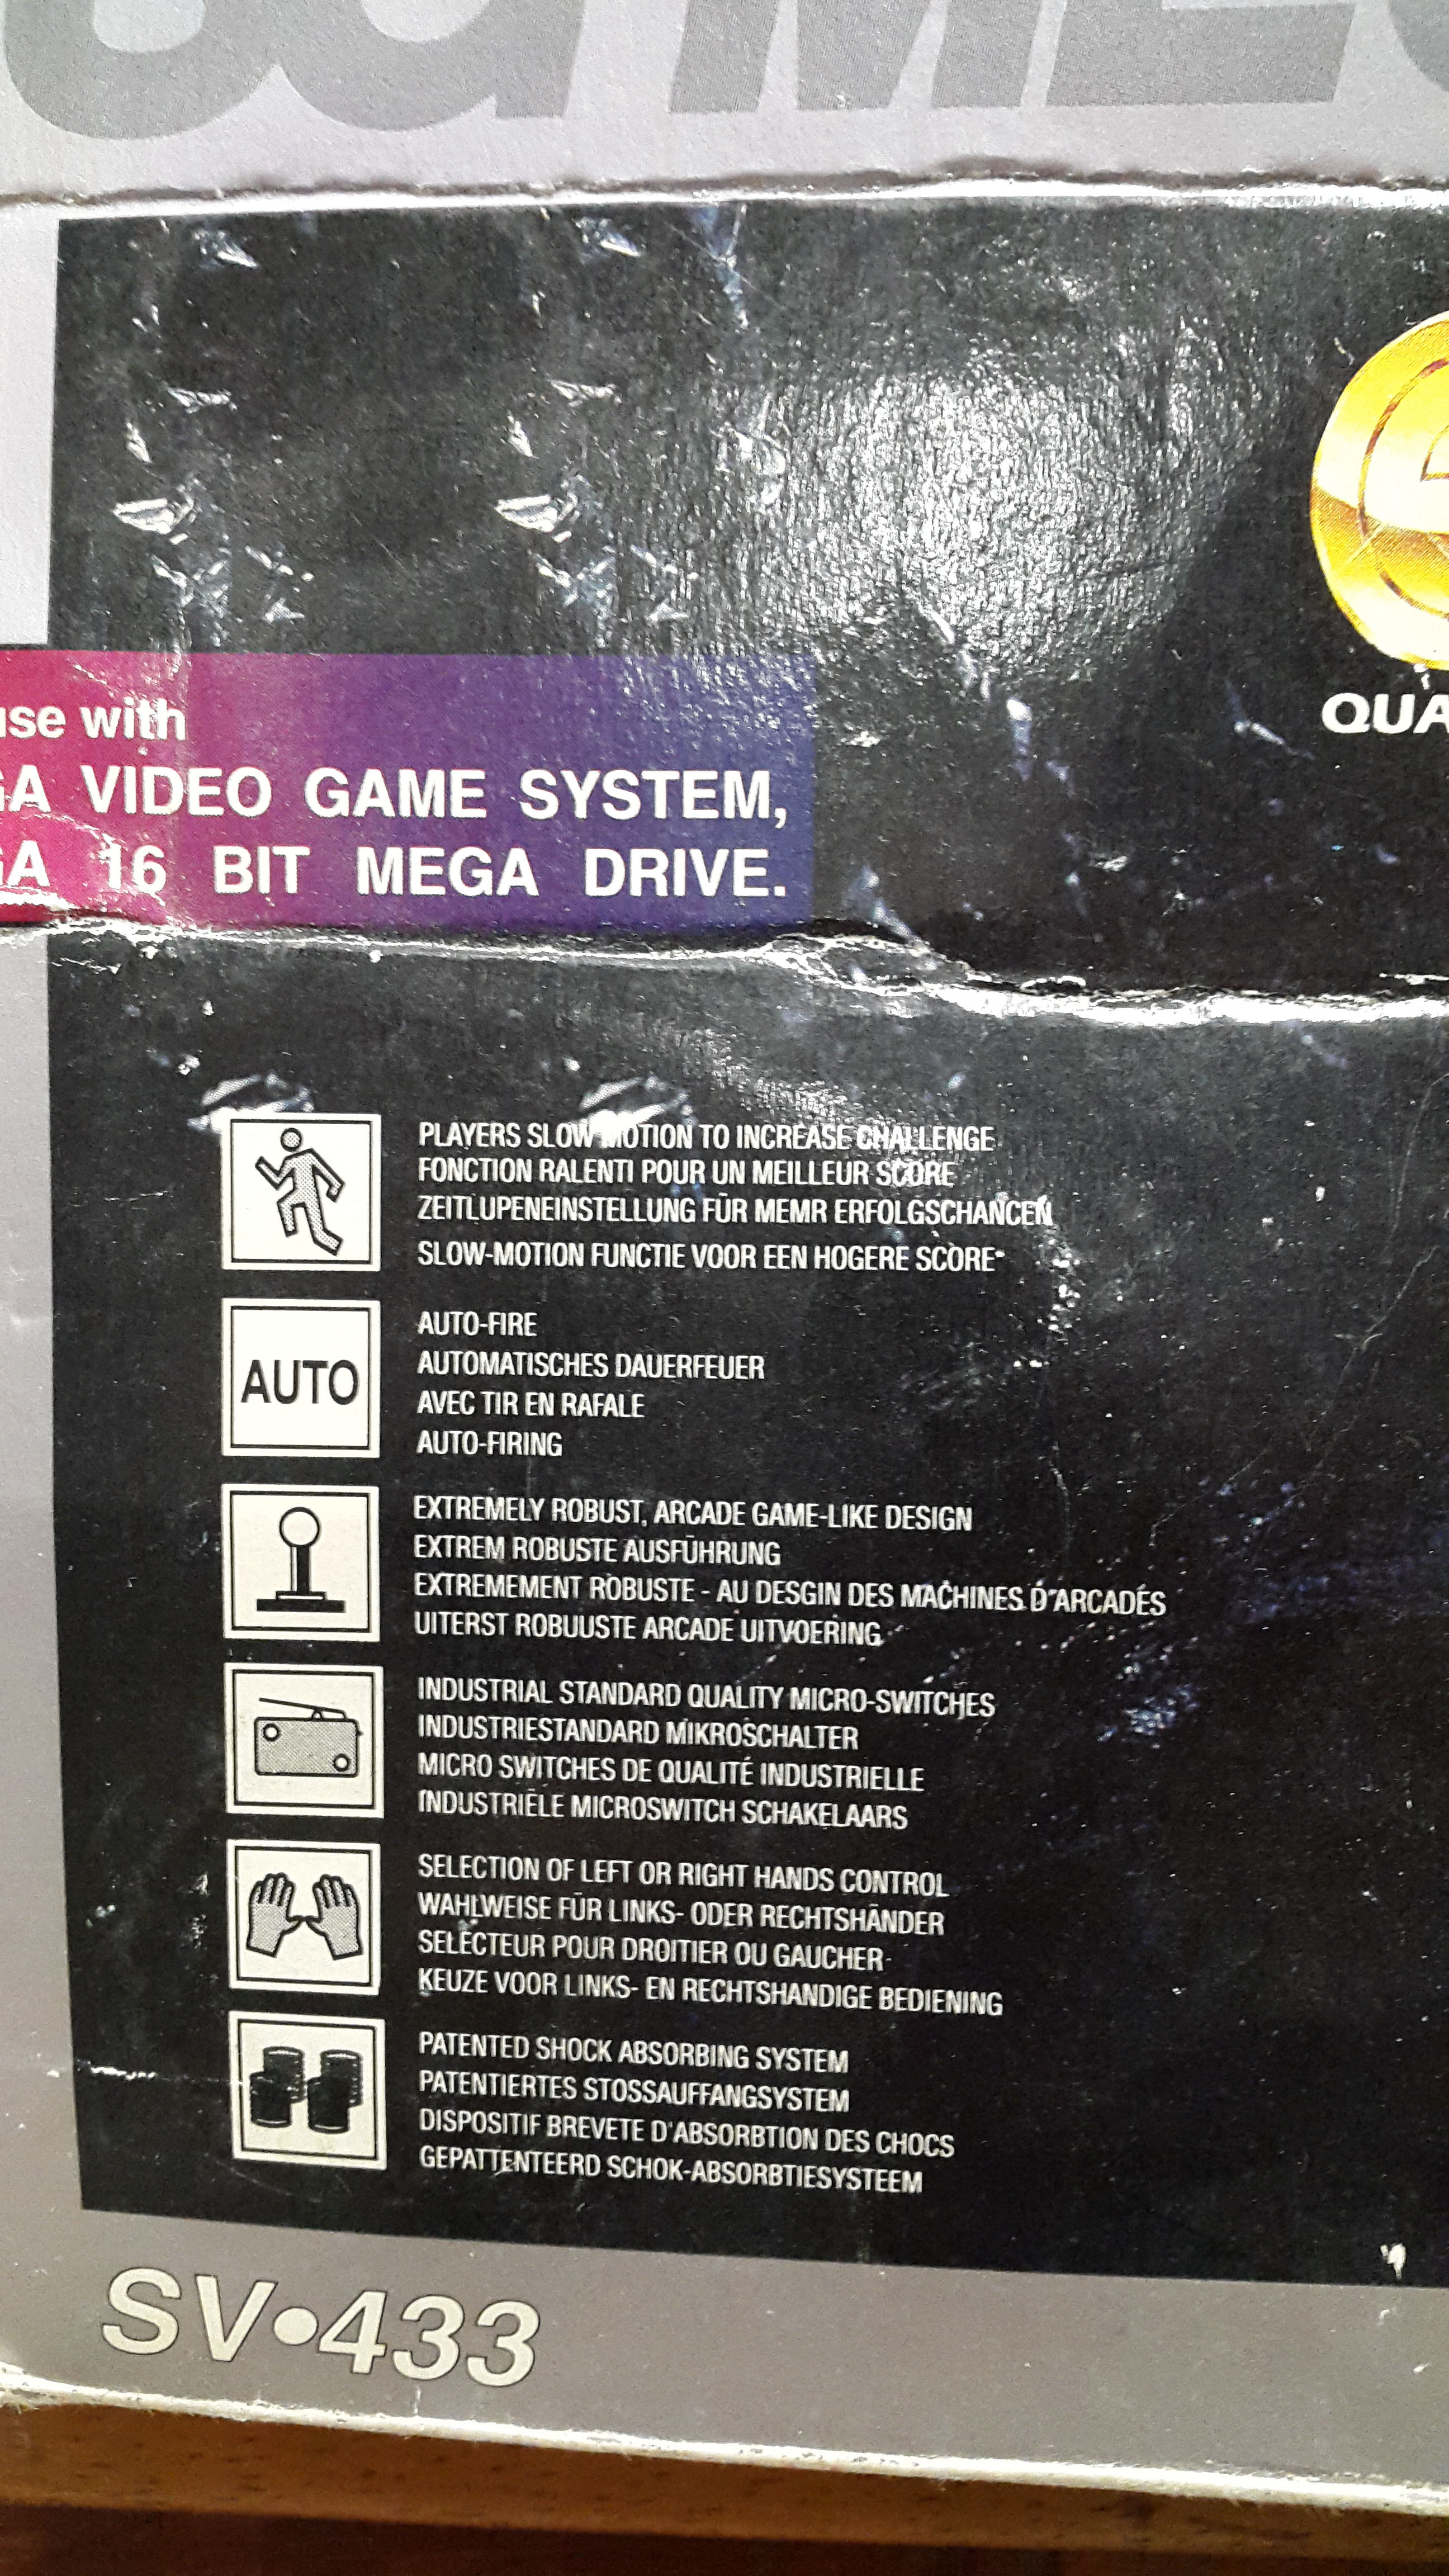 use with
GA VIDEO GAME SYSTEM,
GA 16 BIT MEGA DRIVE.
QUA
PLAYERS SLOW MOTION TO INCREASE CHALLENGE
FONCTION RALENTI POUR UN MEILLEUR SCORE
ZEITLUPENEINSTELLUNG FÜR MEMR ERFOLGSCHANCEN
SLOW-MOTION FUNCTIE VOOR EEN HOGERE SCORE
AUTO
AUTO-FIRE
AUTOMATISCHES DAUERFEUER
AVEC TIR EN RAFALE
AUTO-FIRING
EXTREMELY ROBUST, ARCADE GAME-LIKE DESIGN
EXTREM ROBUSTE AUSFÜHRUNG
EXTREMEMENT ROBUSTE - AU DESGIN DES MACHINES D'ARCADES
UITERST ROBUUSTE ARCADE UITVOERING
INDUSTRIAL STANDARD QUALITY MICRO-SWITCHES
INDUSTRIESTANDARD MIKROSCHALTER
MICRO SWITCHES DE QUALITÉ INDUSTRIELLE
INDUSTRIËLE MICROSWITCH SCHAKELAARS
SELECTION OF LEFT OR RIGHT HANDS CONTROL
WAHLWEISE FÜR LINKS- ODER RECHTSHÄNDER
SELECTEUR POUR DROITIER OU GAUCHER
KEUZE VOOR LINKS- EN RECHTSHANDIGE BEDIENING
PATENTED SHOCK ABSORBING SYSTEM
PATENTIERTES STOSSAUFFANGSYSTEM
DISPOSITIF BREVETE D'ABSORBTION DES CHOCS
GEPATTENTEERD SCHOK-ABSORBTIESYSTEEM
SV•433